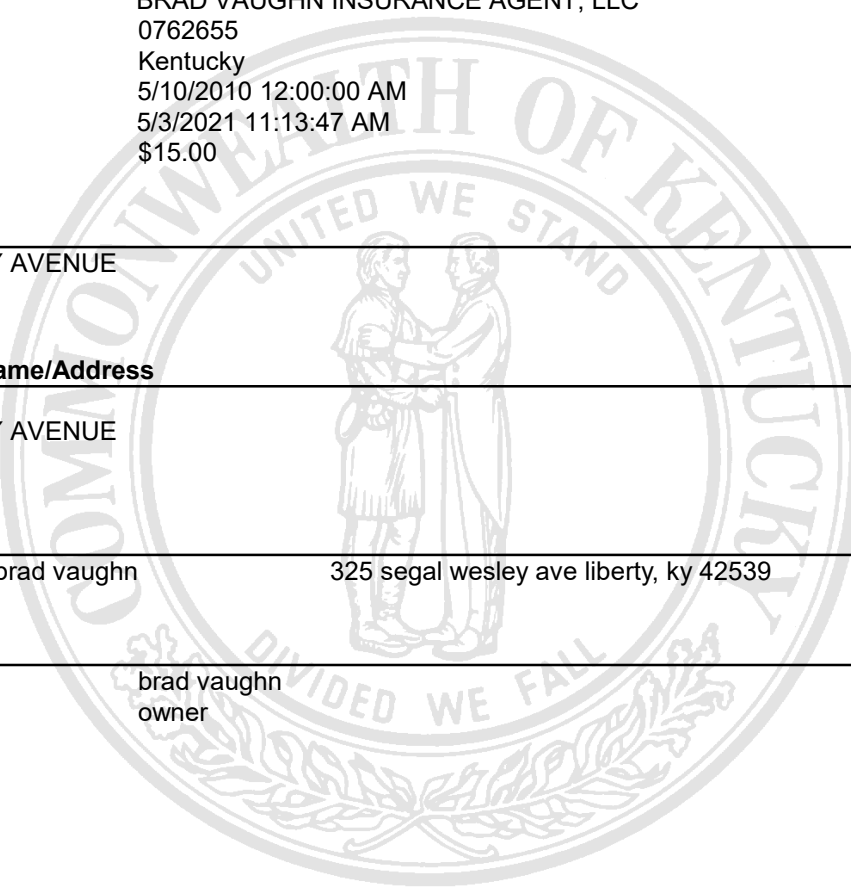 BRAD VAUGHN INSURANCE AGENT, LLC
0762655
Kentucky
5/10/2010 12:00:00 AM
5/3/2021 11:13:47 AM
$15.00
AVENUE
ame/Address
AVENUE
brad vaughn 325 segal wesley ave liberty, ky 42539
brad vaughn
owner
COMMONWEALTH OF KENTUCKY
UNITED WE STAND
DIVIDED WE FALL